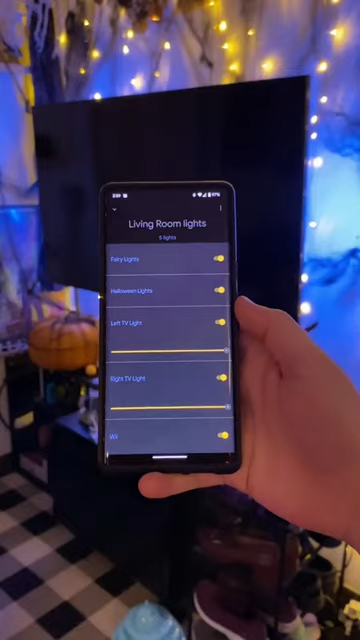 Living Room lights
5 lights
Fairy Lights
Halloween Lights
Left TV Light
Right TV Light
Wii